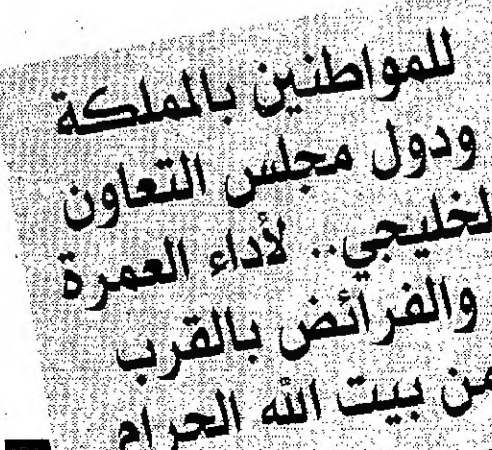 للمواطنين بالملكة
ودول مجلس التعاون
لخليجي.. لأداء العمرة
والفرائض بالقرب
من بيت الله الحرام